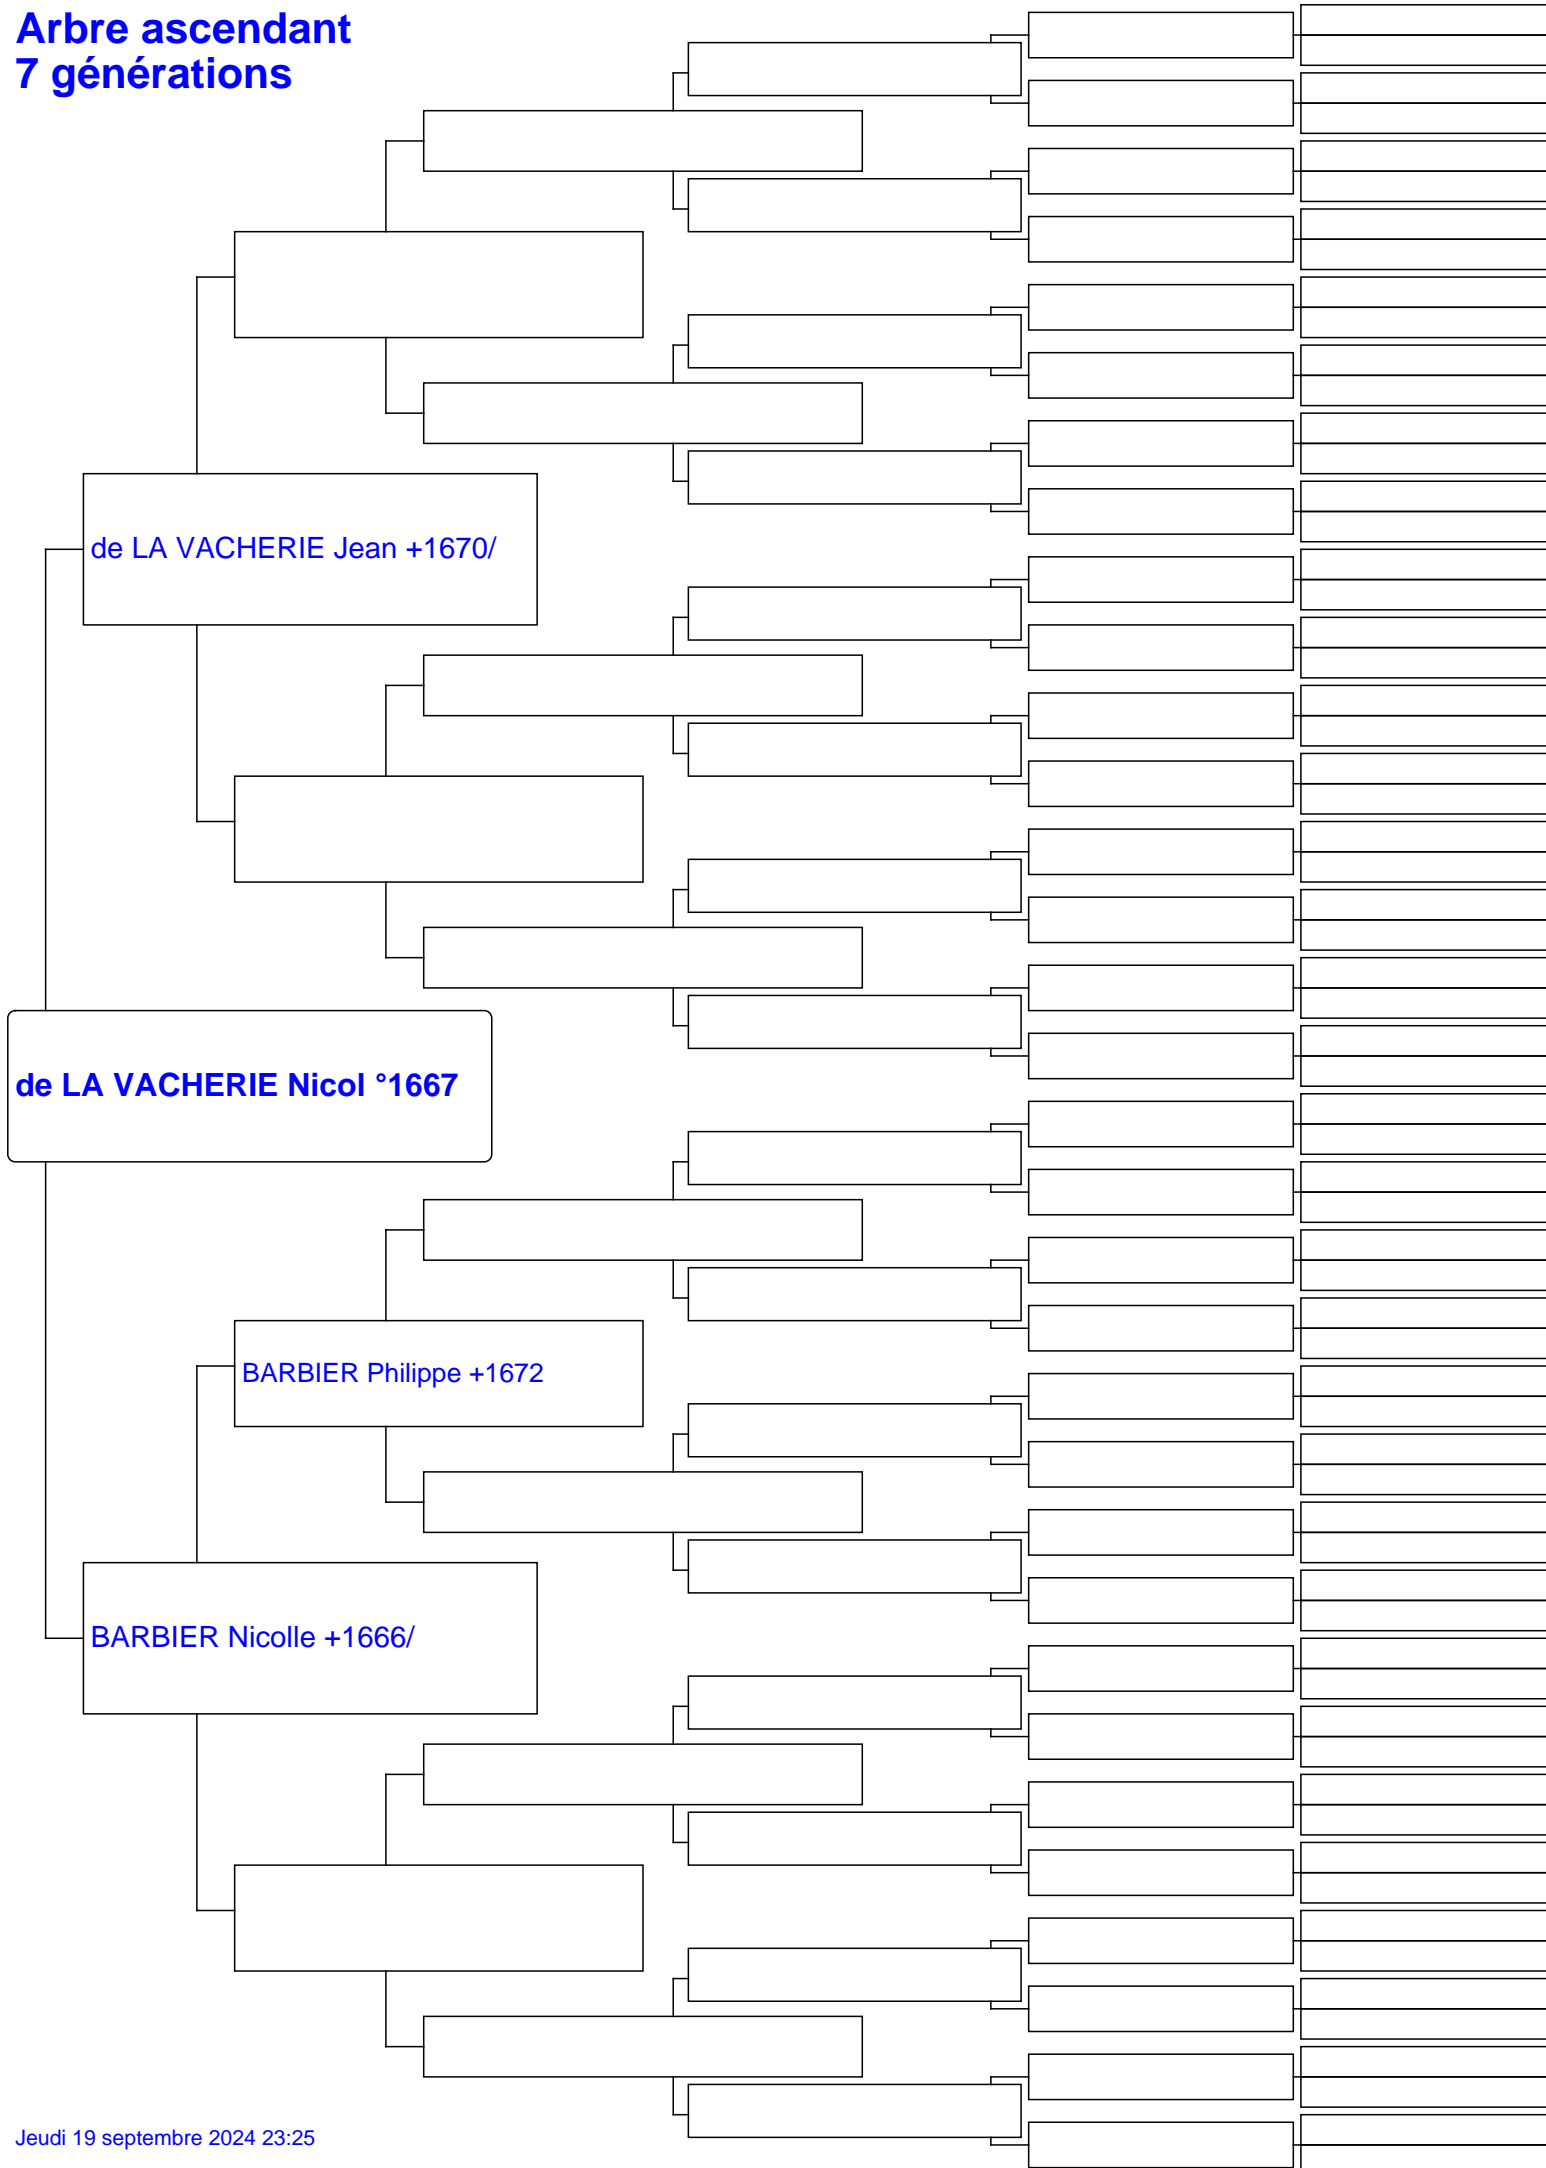 Arbre ascendant
7 générations
de LA VACHERIE Jean +1670/
de LA VACHERIE Nicol °1667
BARBIER Philippe +1672
BARBIER Nicolle +1666/
Jeudi 19 septembre 2024 23:25